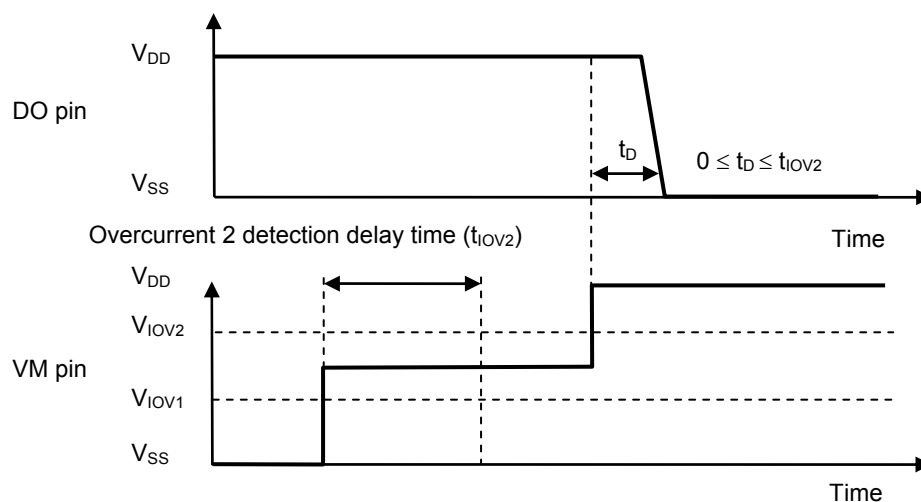 V_DD
DO pin
t_D
0 ≤ t_D ≤ t_IOV2
V_SS
Time
Overcurrent 2 detection delay time (t_IOV2)
V_DD
V_IOV2
VM pin
V_IOV1
V_SS
Time